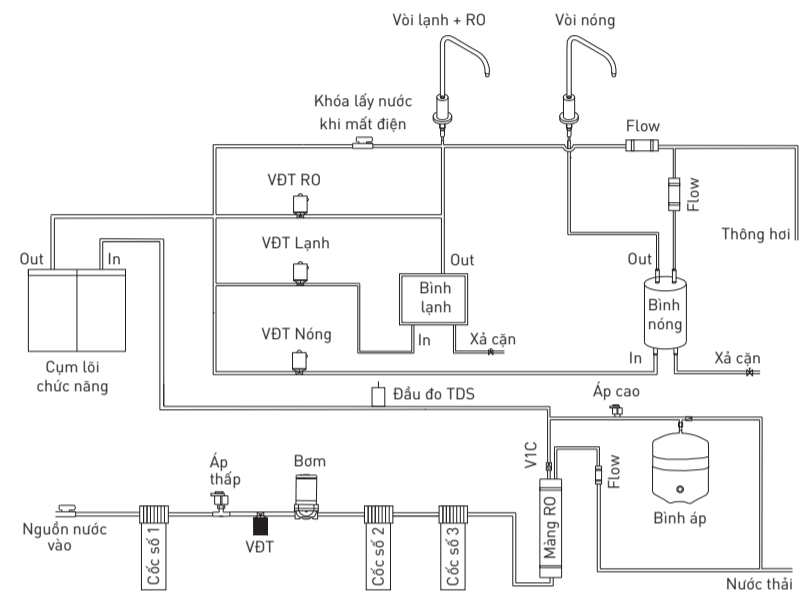 Vòi lạnh + RO
Vòi nóng
Khóa lấy nước
khi mất điện
Flow
VĐT RO
Flow
Thông hơi
VĐT Lạnh
Out
In
Out
Out
Bình
lạnh
Bình
nóng
VĐT Nóng
In
Xả cặn
In
Xả cặn
Cụm lõi
chức năng
Đầu đo TDS
Áp cao
V1C
Áp
thấp
Bơm
Flow
Màng RO
Bình áp
Nguồn nước
vào
Cốc số 1
VĐT
Cốc số 2
Cốc số 3
Nước thải